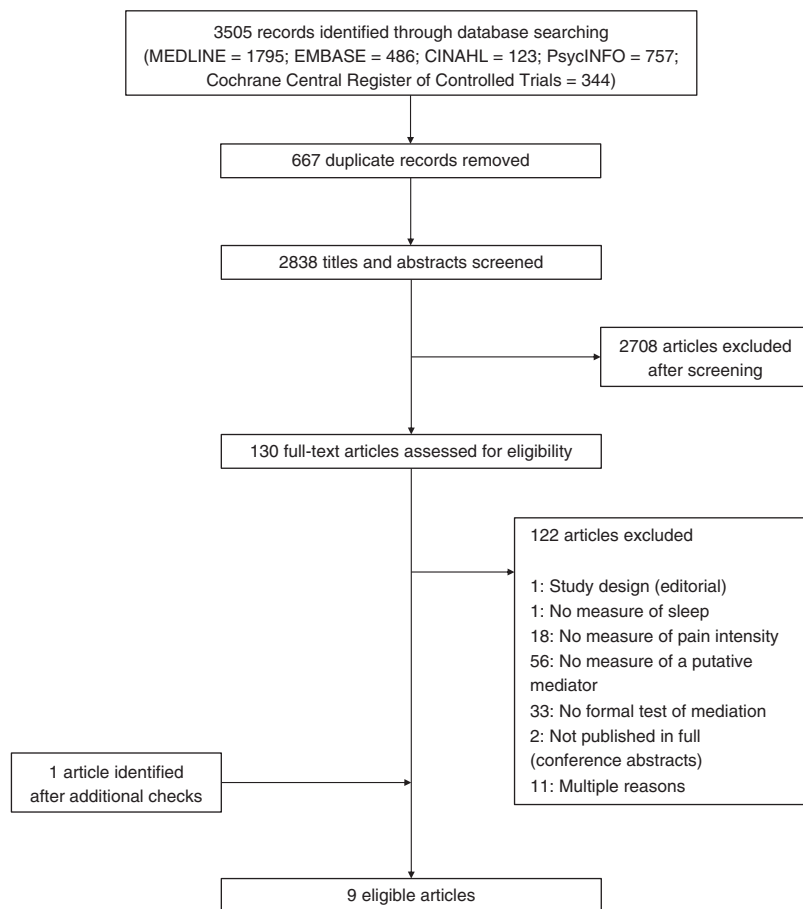 3505 records identified through database searching
(MEDLINE = 1795; EMBASE = 486; CINAHL = 123; PsycINFO = 757;
Cochrane Central Register of Controlled Trials = 344)
667 duplicate records removed
2838 titles and abstracts screened
2708 articles excluded
after screening
130 full-text articles assessed for eligibility
122 articles excluded
1: Study design (editorial)
1: No measure of sleep
18: No measure of pain intensity
56: No measure of a putative
mediator
33: No formal test of mediation
2: Not published in full
(conference abstracts)
11: Multiple reasons
1 article identified
after additional checks
9 eligible articles